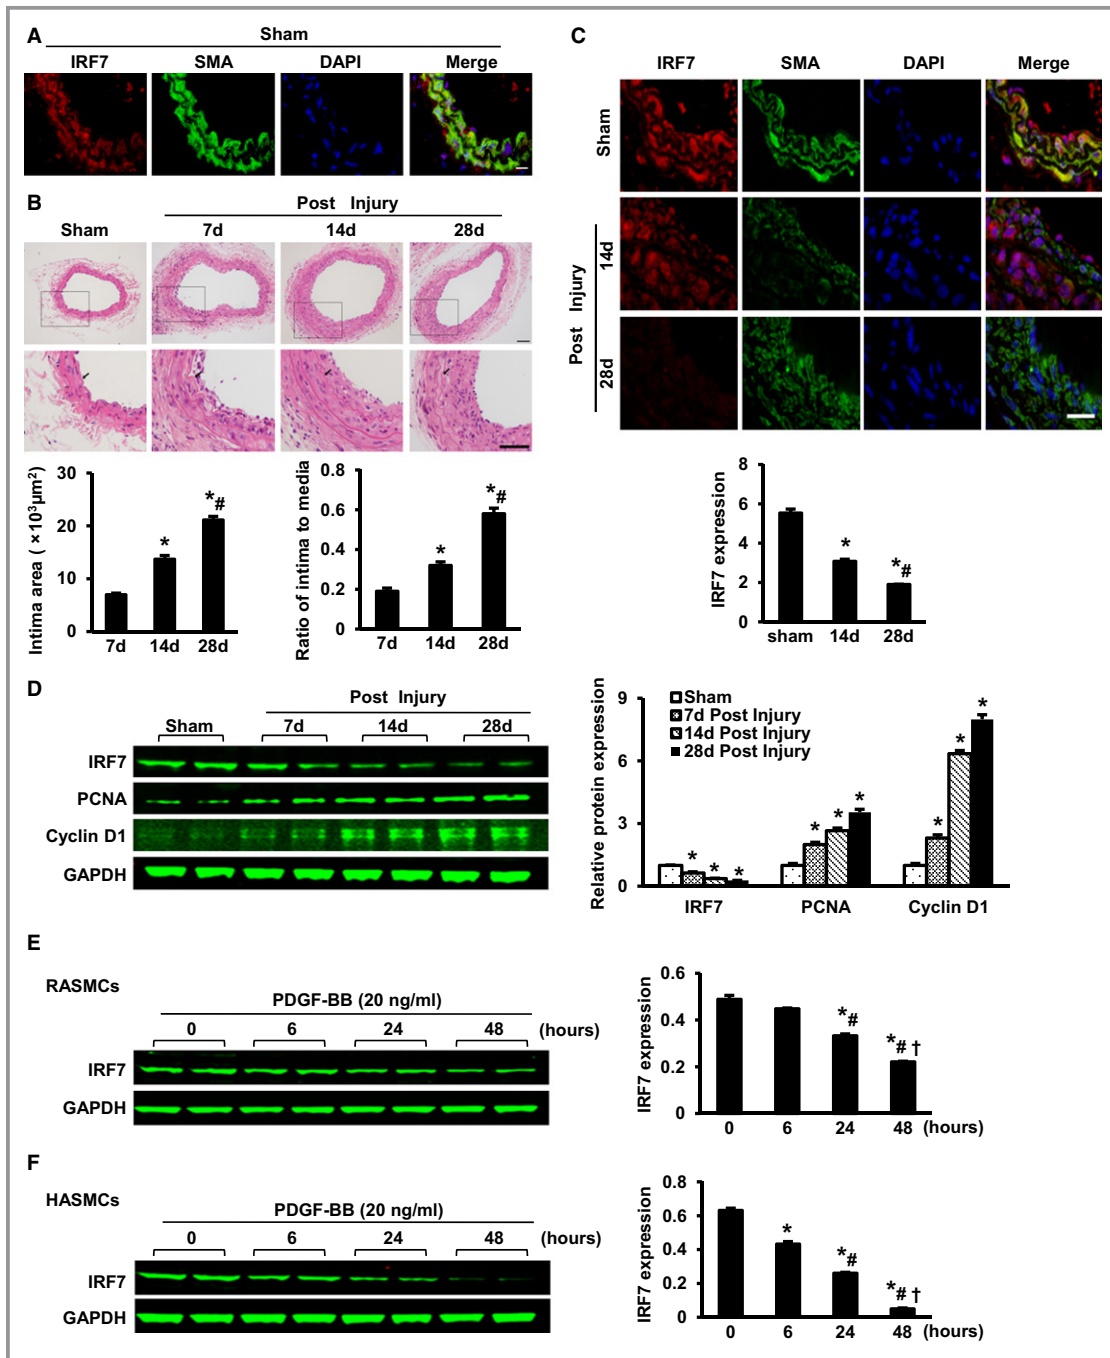 A
Sham
IRF7 SMA DAPI Merge
B
Post Injury
Sham 7d 14d 28d
Intima area ( ×10³µm²)
30
20
10
0
*
*#
7d 14d 28d
Ratio of intima to media
0.8
0.6
0.4
0.2
0
*
*#
7d 14d 28d
C
IRF7 SMA DAPI Merge
Sham
Post Injury
14d
28d
IRF7 expression
8
6
4
2
0
*
*#
sham 14d 28d
D
Post Injury
Sham 7d 14d 28d
IRF7
PCNA
Cyclin D1
GAPDH
Relative protein expression
9
6
3
0
Sham
7d Post Injury
14d Post Injury
28d Post Injury
* * *
* * *
* * *
IRF7 PCNA Cyclin D1
E
RASMCs
PDGF-BB (20 ng/ml)
0 6 24 48 (hours)
IRF7
GAPDH
IRF7 expression
0.6
0.4
0.2
0
*#
*# †
0 6 24 48 (hours)
F
HASMCs
PDGF-BB (20 ng/ml)
0 6 24 48 (hours)
IRF7
GAPDH
IRF7 expression
0.8
0.6
0.4
0.2
0
*
*#
*# †
0 6 24 48 (hours)